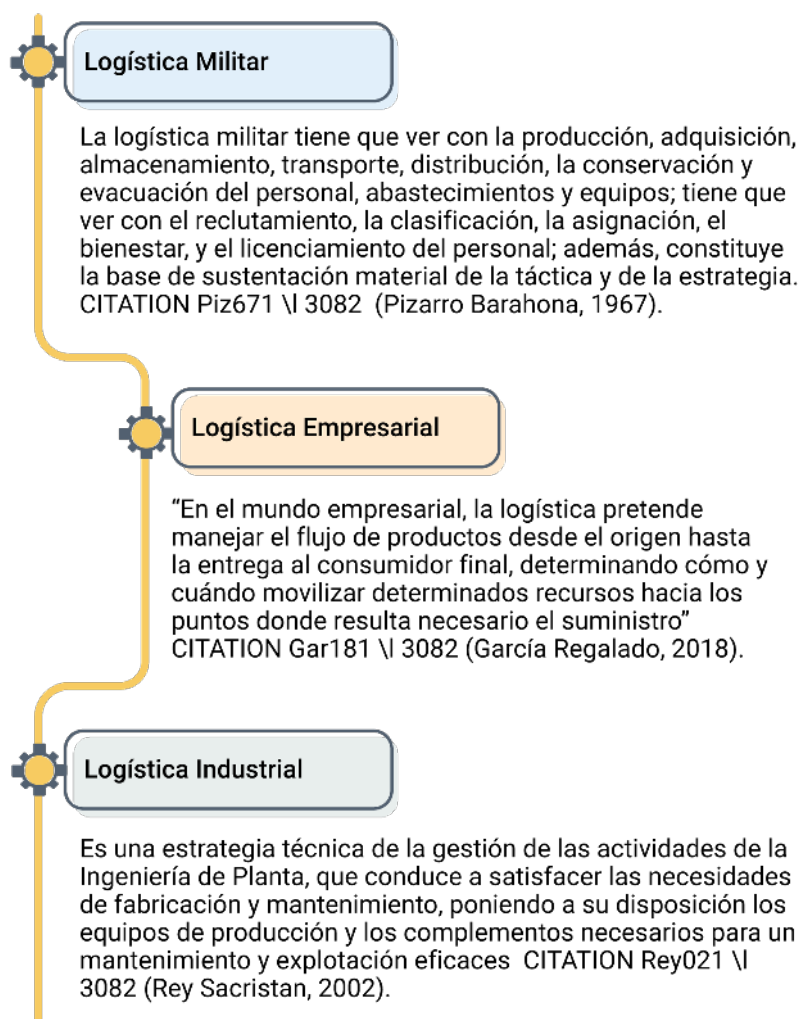 Logística Militar
La logística militar tiene que ver con la producción, adquisición,
almacenamiento, transporte, distribución, la conservación y
evacuación del personal, abastecimientos y equipos; tiene que
ver con el reclutamiento, la clasificación, la asignación, el
bienestar, y el licenciamiento del personal; además, constituye
la base de sustentación material de la táctica y de la estrategia.
CITATION Piz671 \l 3082  (Pizarro Barahona, 1967).
Logística Empresarial
“En el mundo empresarial, la logística pretende
manejar el flujo de productos desde el origen hasta
la entrega al consumidor final, determinando cómo y
cuándo movilizar determinados recursos hacia los
puntos donde resulta necesario el suministro”
CITATION Gar181 \l 3082 (García Regalado, 2018).
Logística Industrial
Es una estrategia técnica de la gestión de las actividades de la
Ingeniería de Planta, que conduce a satisfacer las necesidades
de fabricación y mantenimiento, poniendo a su disposición los
equipos de producción y los complementos necesarios para un
mantenimiento y explotación eficaces  CITATION Rey021 \l
3082 (Rey Sacristan, 2002).